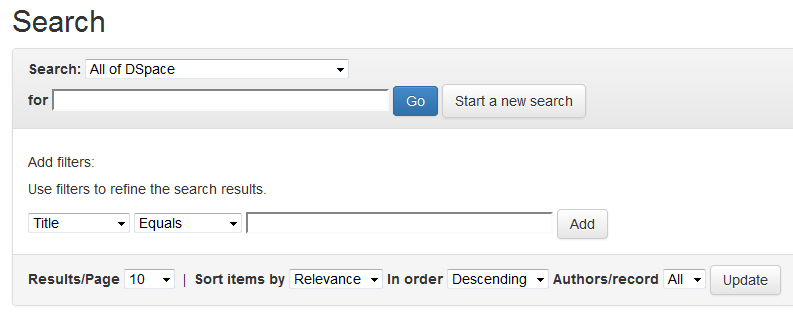 Search
Search: All of DSpace
for Go Start a new search
Add filters:
Use filters to refine the search results.
Title Equals Add
Results/Page 10 | Sort items by Relevance In order Descending Authors/record All Update